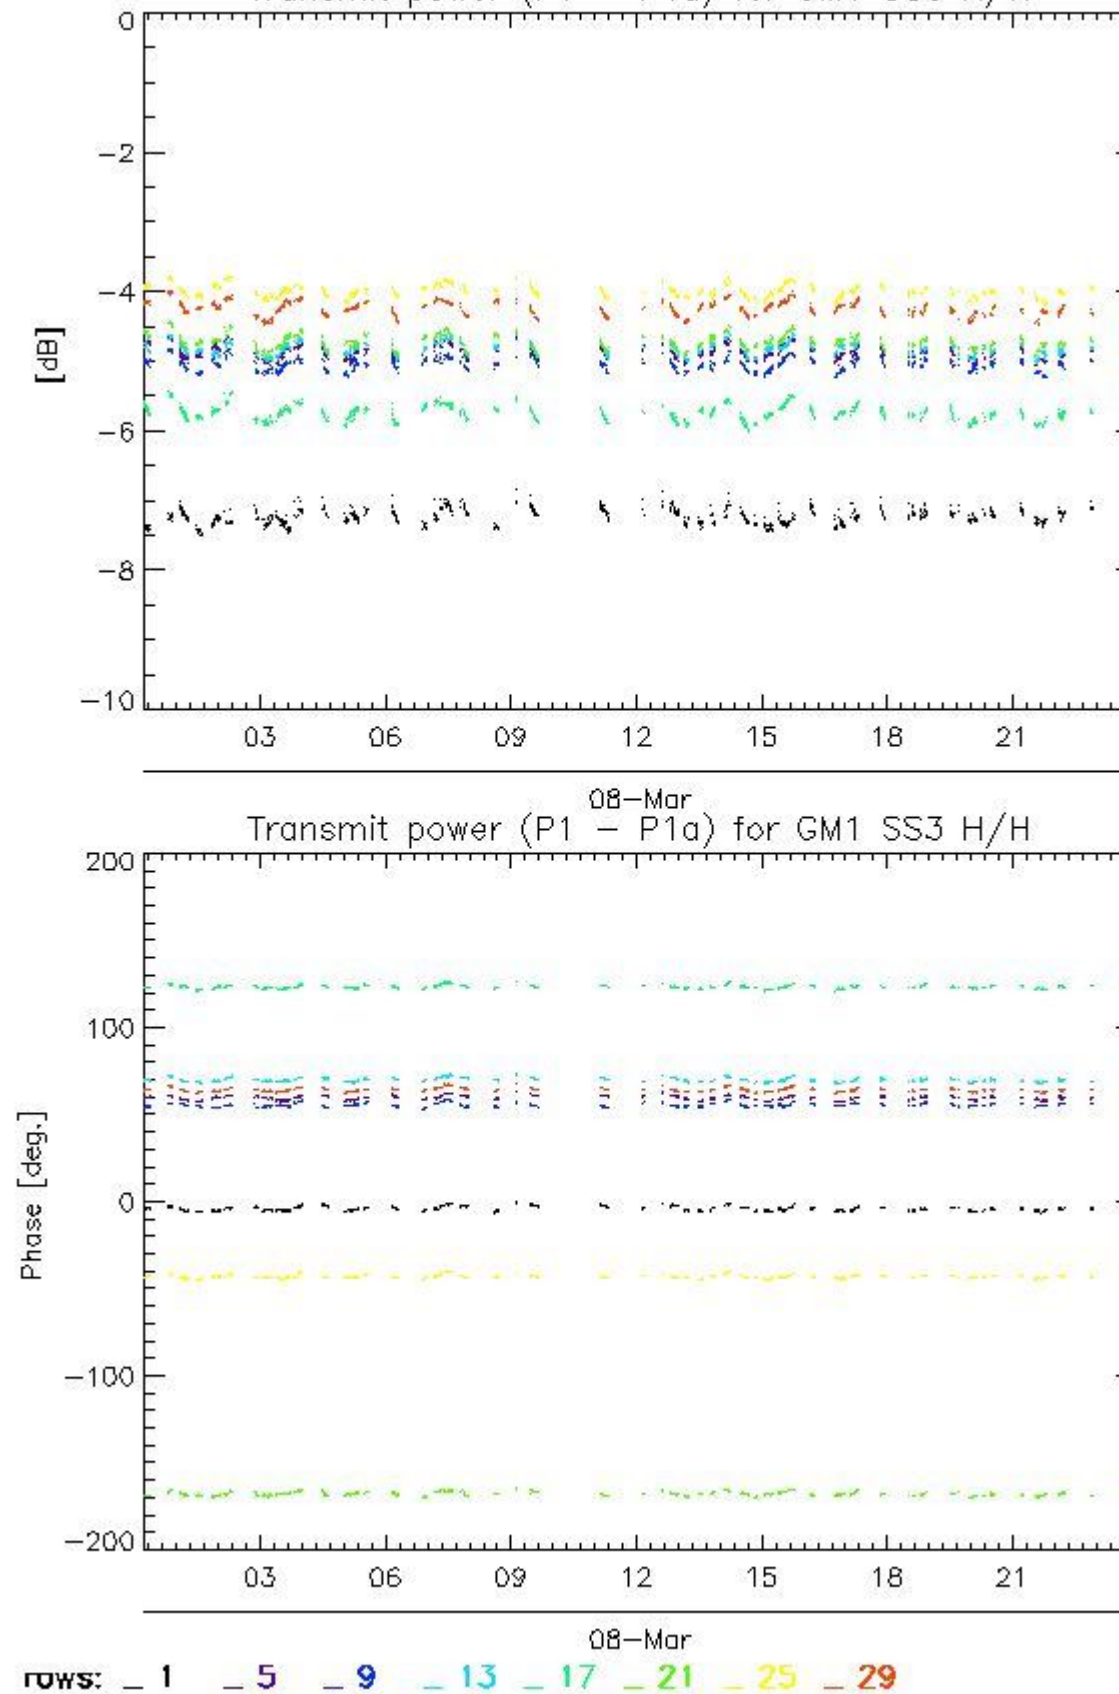 0
-2
-4
[dB]
-6
-8
-10
03 06 09 12 15 18 21
08-Mar
Transmit power (P1 - P1a) for GM1 SS3 H/H
200
100
Phase [deg.]
0
-100
-200
03 06 09 12 15 18 21
08-Mar
rows: _ 1 _ 5 _ 9 _ 13 _ 17 _ 21 _ 25 _ 29